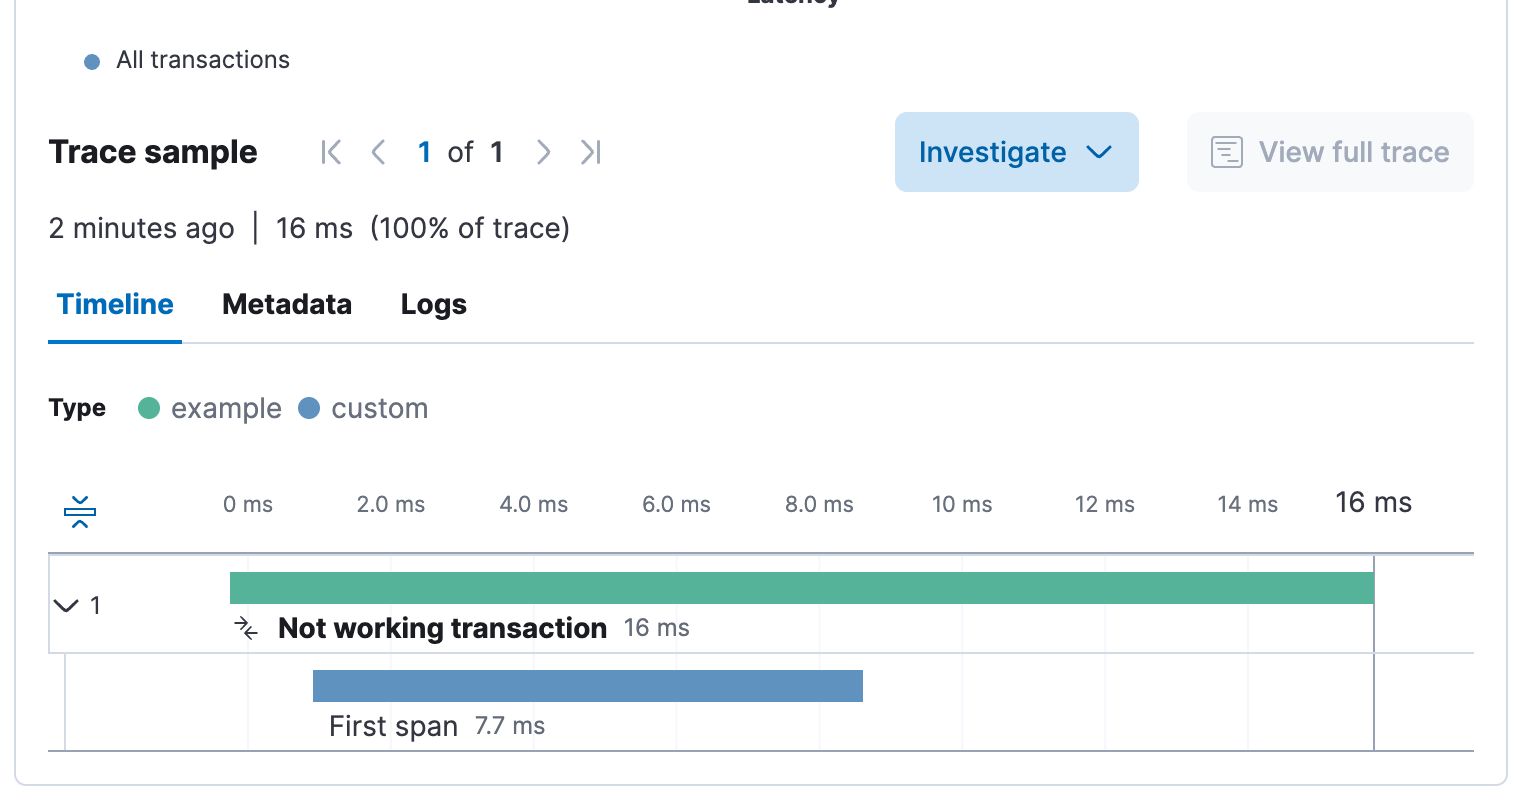 Latency
All transactions
Trace sample 1 of 1 Investigate View full trace
2 minutes ago | 16 ms (100% of trace)
Timeline Metadata Logs
Type example custom
0 ms 2.0 ms 4.0 ms 6.0 ms 8.0 ms 10 ms 12 ms 14 ms 16 ms
1
Not working transaction 16 ms
First span 7.7 ms